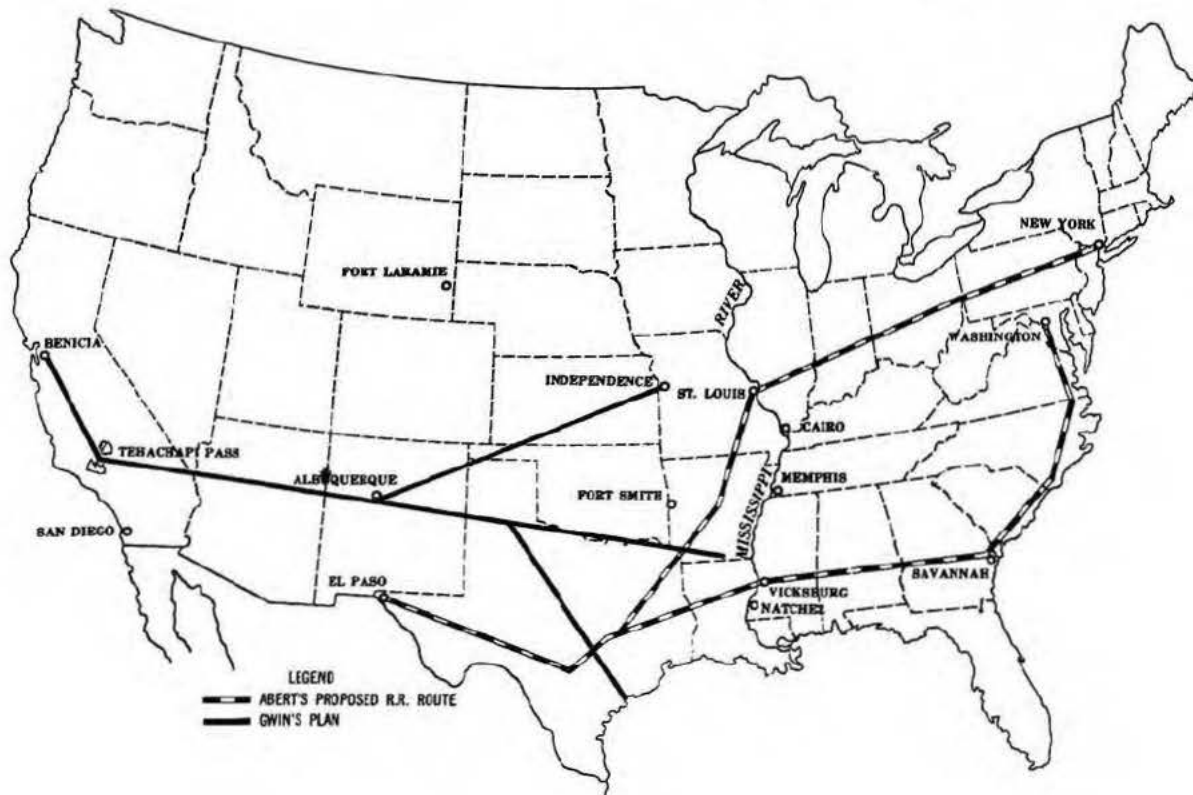 NEW YORK
FORT LARAMIE
RIVER
WASHINGTON
BENICIA
INDEPENDENCE
ST. LOUIS
CAIRO
TEHACHAPI PASS
ALBUQUERQUE
MEMPHIS
FORT SMITH
MISSISSIPPI
SAN DIEGO
EL PASO
SAVANNAH
VICKSBURG
NATCHEZ
LEGEND
ABERT'S PROPOSED R.R. ROUTE
GWIN'S PLAN